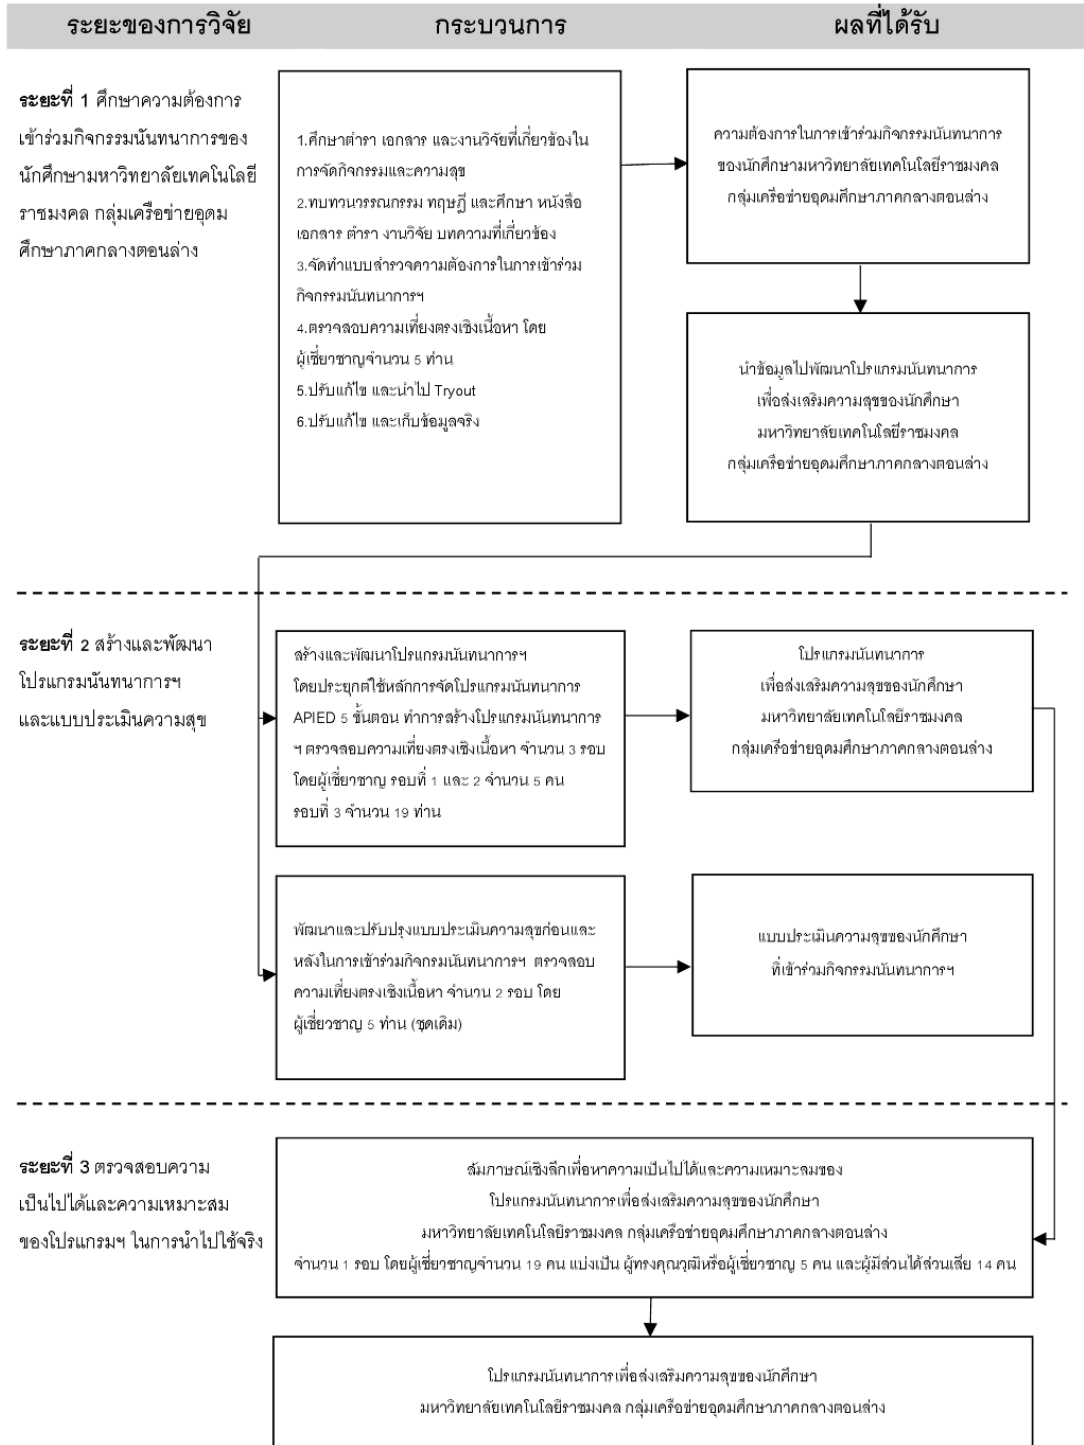 ระยะของการวิจัย
กระบวนการ
ผลที่ได้รับ
ระยะที่ 1 ศึกษาความต้องการ
เข้าร่วมกิจกรรมนันทนาการของ
นักศึกษามหาวิทยาลัยเทคโนโลยี
ราชมงคล กลุ่มเครือข่ายอุดม
ศึกษาภาคกลางตอนล่าง
1.ศึกษาตำรา เอกสาร และงานวิจัยที่เกี่ยวข้องใน
การจัดกิจกรรมและความสุข
2.ทบทวนวรรณกรรม ทฤษฎี และศึกษา หนังสือ
เอกสาร ตำรา งานวิจัย บทความที่เกี่ยวข้อง
3.จัดทำแบบสำรวจความต้องการในการเข้าร่วม
กิจกรรมนันทนาการฯ
4.ตรวจสอบความเที่ยงตรงเชิงเนื้อหา โดย
ผู้เชี่ยวชาญจำนวน 5 ท่าน
5.ปรับแก้ไข และนำไป Tryout
6.ปรับแก้ไข และเก็บข้อมูลจริง
ความต้องการในการเข้าร่วมกิจกรรมนันทนาการ
ของนักศึกษามหาวิทยาลัยเทคโนโลยีราชมงคล
กลุ่มเครือข่ายอุดมศึกษาภาคกลางตอนล่าง
นำข้อมูลไปพัฒนาโปรแกรมนันทนาการ
เพื่อส่งเสริมความสุขของนักศึกษา
มหาวิทยาลัยเทคโนโลยีราชมงคล
กลุ่มเครือข่ายอุดมศึกษาภาคกลางตอนล่าง
ระยะที่ 2 สร้างและพัฒนา
โปรแกรมนันทนาการฯ
และแบบประเมินความสุข
สร้างและพัฒนาโปรแกรมนันทนาการฯ
โดยประยุกต์ใช้หลักการจัดโปรแกรมนันทนาการ
APIED 5 ขั้นตอน ทำการสร้างโปรแกรมนันทนาการ
ฯ ตรวจสอบความเที่ยงตรงเชิงเนื้อหา จำนวน 3 รอบ
โดยผู้เชี่ยวชาญ รอบที่ 1 และ 2 จำนวน 5 คน
รอบที่ 3 จำนวน 19 ท่าน
โปรแกรมนันทนาการ
เพื่อส่งเสริมความสุขของนักศึกษา
มหาวิทยาลัยเทคโนโลยีราชมงคล
กลุ่มเครือข่ายอุดมศึกษาภาคกลางตอนล่าง
พัฒนาและปรับปรุงแบบประเมินความสุขก่อนและ
หลังในการเข้าร่วมกิจกรรมนันทนาการฯ ตรวจสอบ
ความเที่ยงตรงเชิงเนื้อหา จำนวน 2 รอบ โดย
ผู้เชี่ยวชาญ 5 ท่าน (ชุดเดิม)
แบบประเมินความสุขของนักศึกษา
ที่เข้าร่วมกิจกรรมนันทนาการฯ
ระยะที่ 3 ตรวจสอบความ
เป็นไปได้และความเหมาะสม
ของโปรแกรมฯ ในการนำไปใช้จริง
สัมภาษณ์เชิงลึกเพื่อหาความเป็นไปได้และความเหมาะสมของ
โปรแกรมนันทนาการเพื่อส่งเสริมความสุขของนักศึกษา
มหาวิทยาลัยเทคโนโลยีราชมงคล กลุ่มเครือข่ายอุดมศึกษาภาคกลางตอนล่าง
จำนวน 1 รอบ โดยผู้เชี่ยวชาญจำนวน 19 คน แบ่งเป็น ผู้ทรงคุณวุฒิหรือผู้เชี่ยวชาญ 5 คน และผู้มีส่วนได้ส่วนเสีย 14 คน
โปรแกรมนันทนาการเพื่อส่งเสริมความสุขของนักศึกษา
มหาวิทยาลัยเทคโนโลยีราชมงคล กลุ่มเครือข่ายอุดมศึกษาภาคกลางตอนล่าง